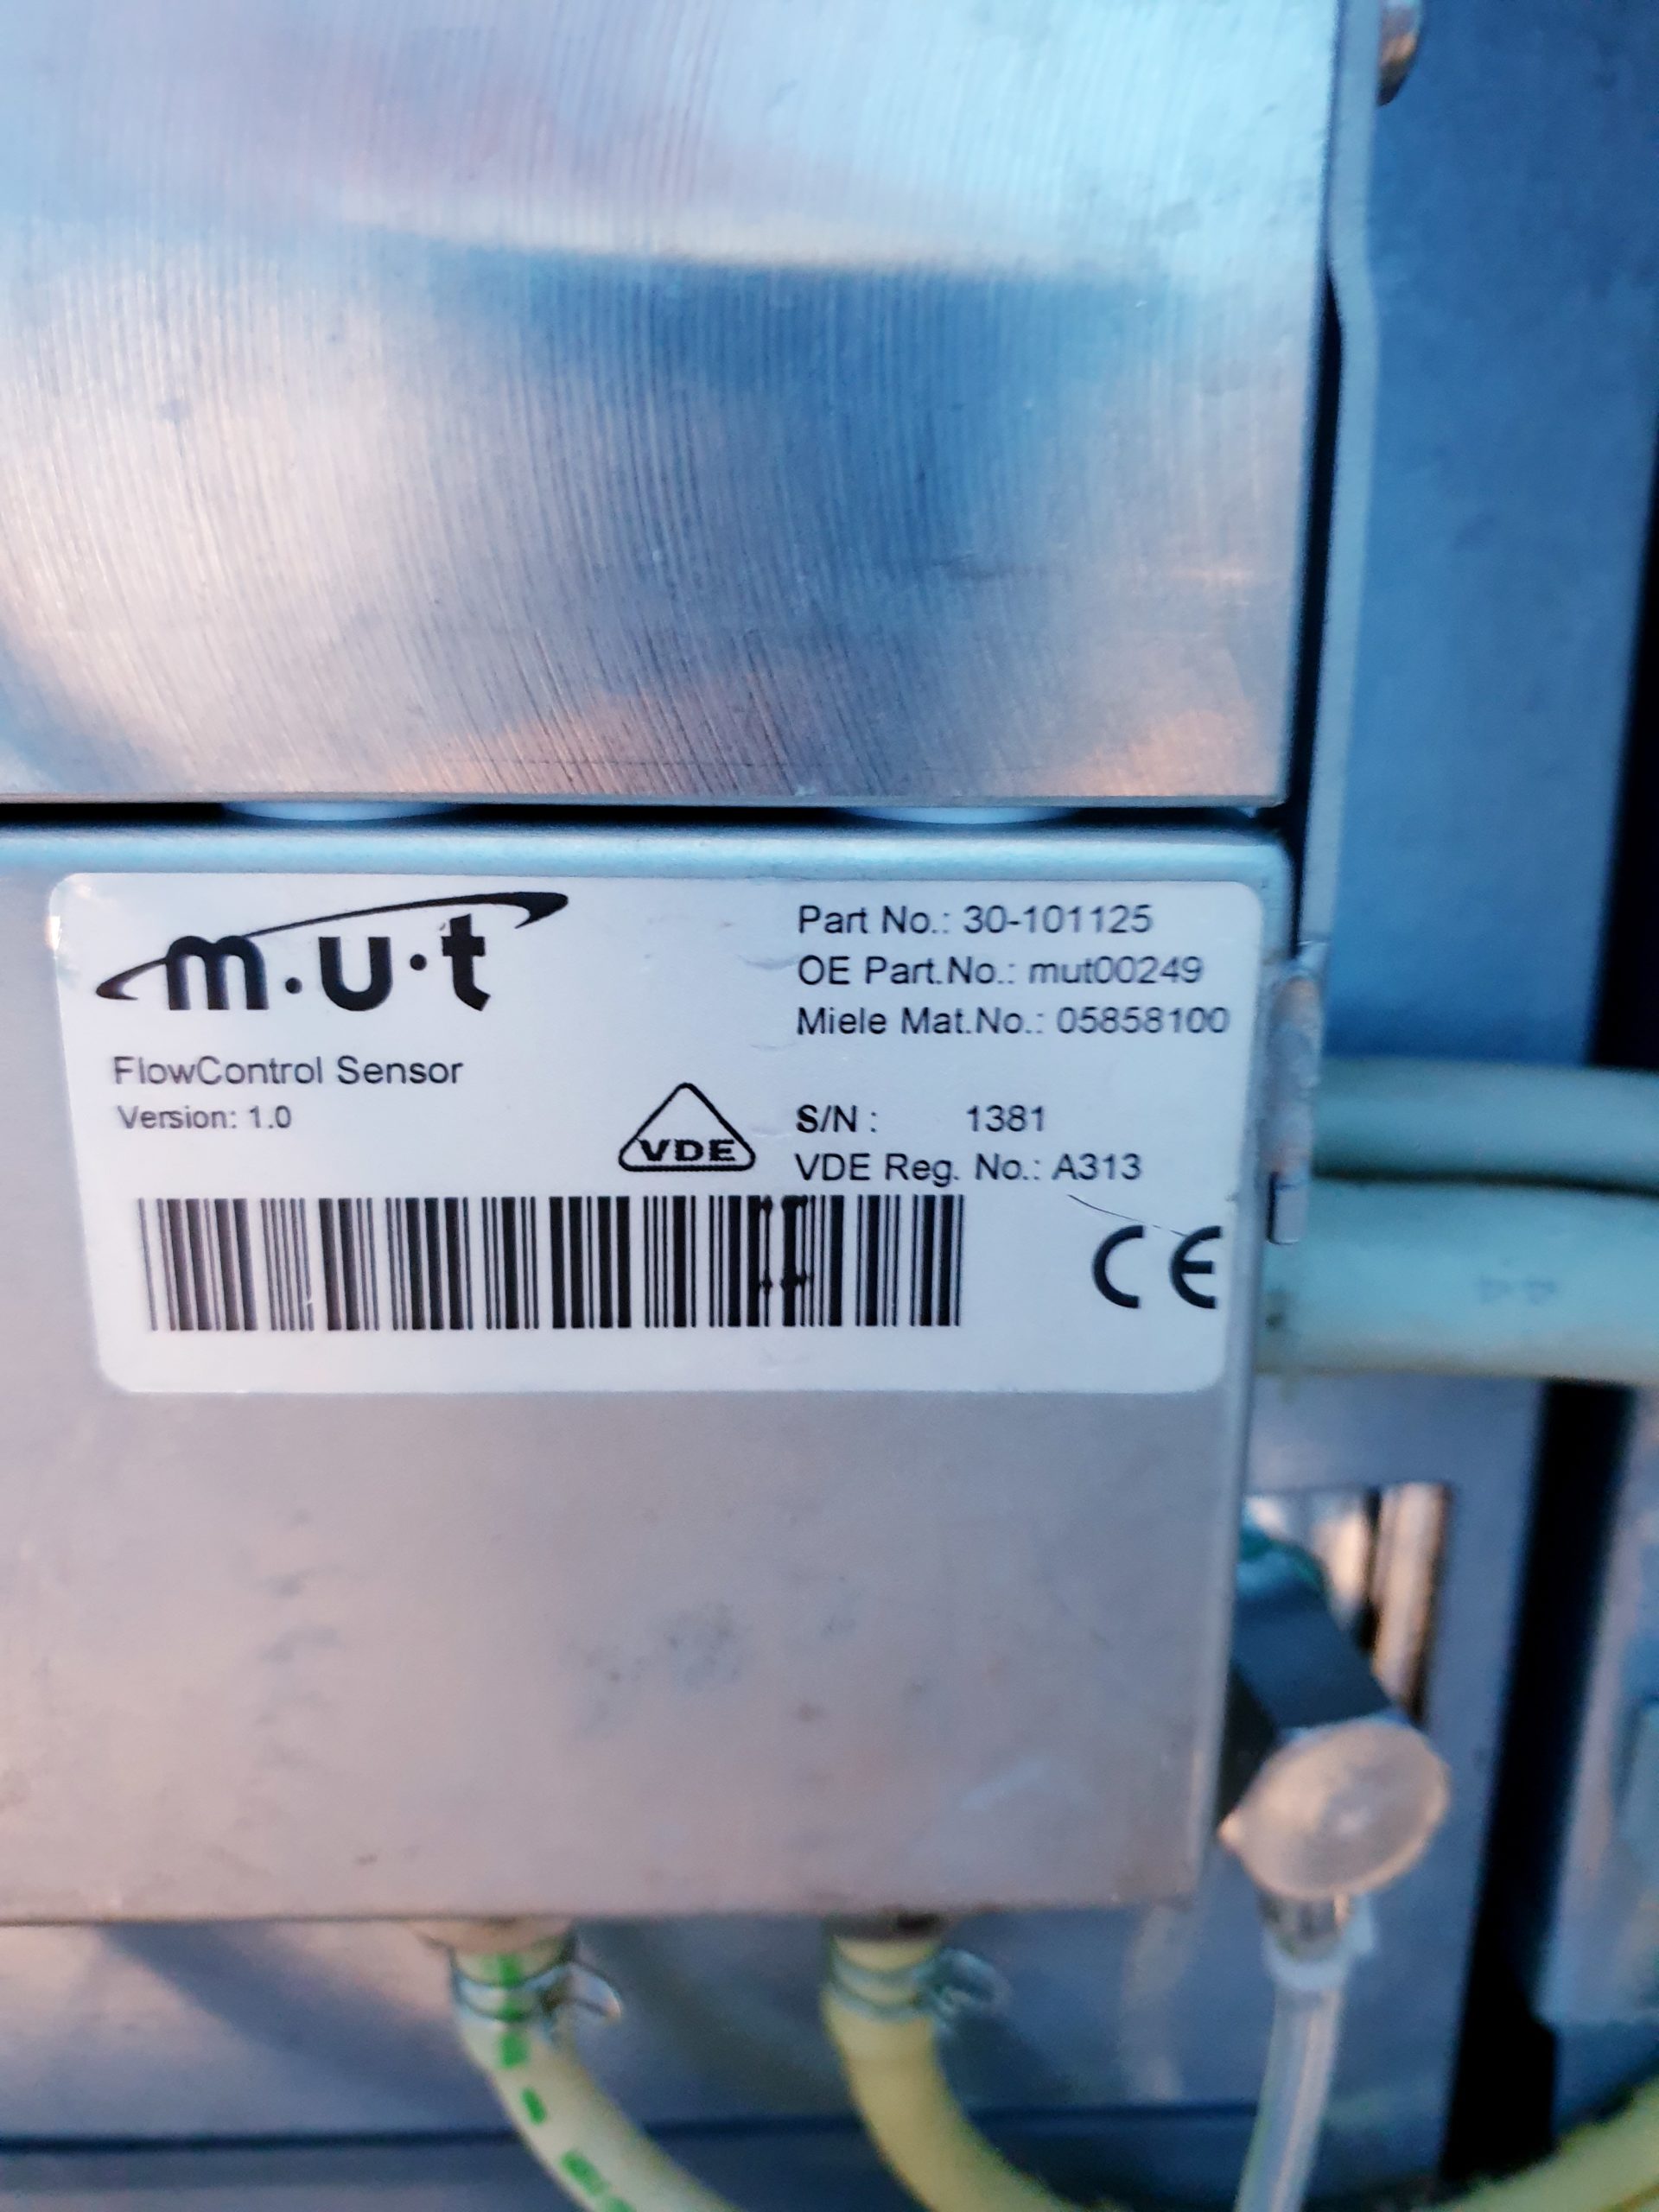 m·u·t
FlowControl Sensor
Version: 1.0
Part No.: 30-101125
OE Part.No.: mut00249
Miele Mat.No.: 05858100
VDE
S/N : 1381
VDE Reg. No.: A313
CE